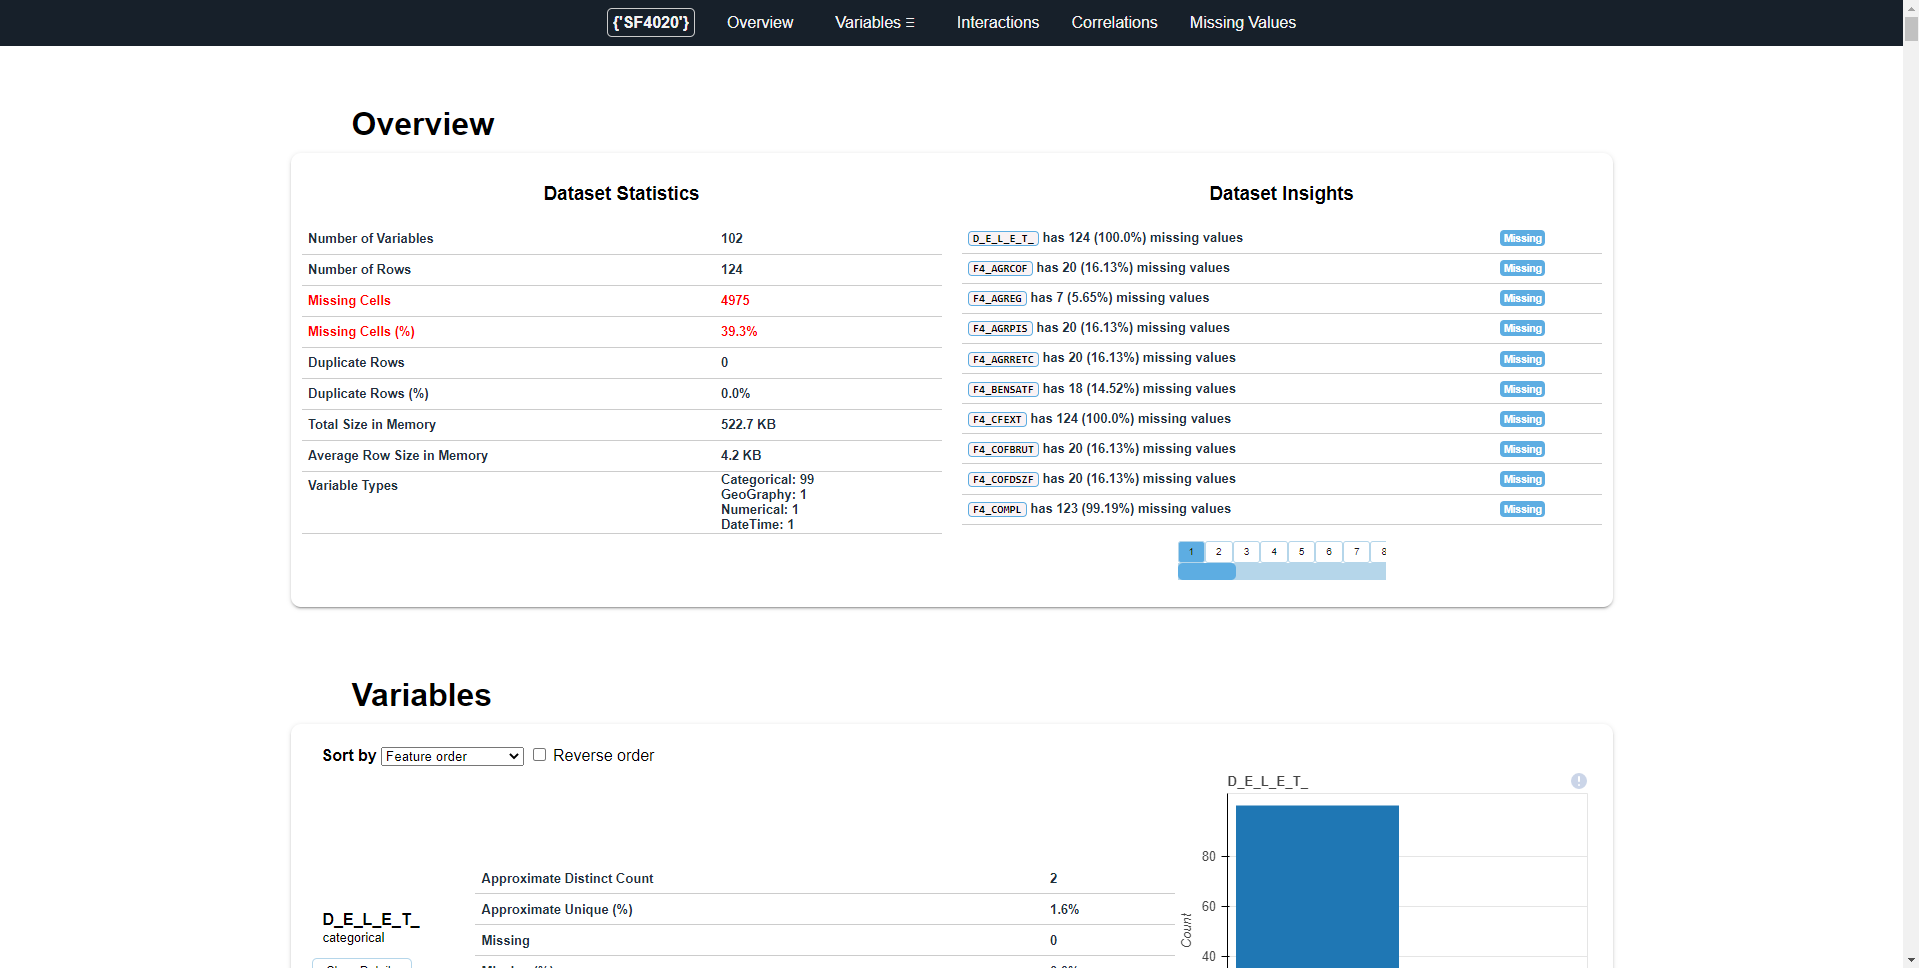 {'SF4020'} Overview Variables ☰ Interactions Correlations Missing Values
Overview
Dataset Statistics
Number of Variables 102
Number of Rows 124
Missing Cells 4975
Missing Cells (%) 39.3%
Duplicate Rows 0
Duplicate Rows (%) 0.0%
Total Size in Memory 522.7 KB
Average Row Size in Memory 4.2 KB
Variable Types Categorical: 99
GeoGraphy: 1
Numerical: 1
DateTime: 1
Dataset Insights
D_E_L_E_T_ has 124 (100.0%) missing values Missing
F4_AGRCOF has 20 (16.13%) missing values Missing
F4_AGREG has 7 (5.65%) missing values Missing
F4_AGRPIS has 20 (16.13%) missing values Missing
F4_AGRRETC has 20 (16.13%) missing values Missing
F4_BENSATF has 18 (14.52%) missing values Missing
F4_CFEXT has 124 (100.0%) missing values Missing
F4_COFBRUT has 20 (16.13%) missing values Missing
F4_COFDSZF has 20 (16.13%) missing values Missing
F4_COMPL has 123 (99.19%) missing values Missing
1 2 3 4 5 6 7 8
Variables
Sort by Feature order Reverse order
D_E_L_E_T_
categorical
Approximate Distinct Count 2
Approximate Unique (%) 1.6%
Missing 0
D_E_L_E_T_
80
60
40
Count